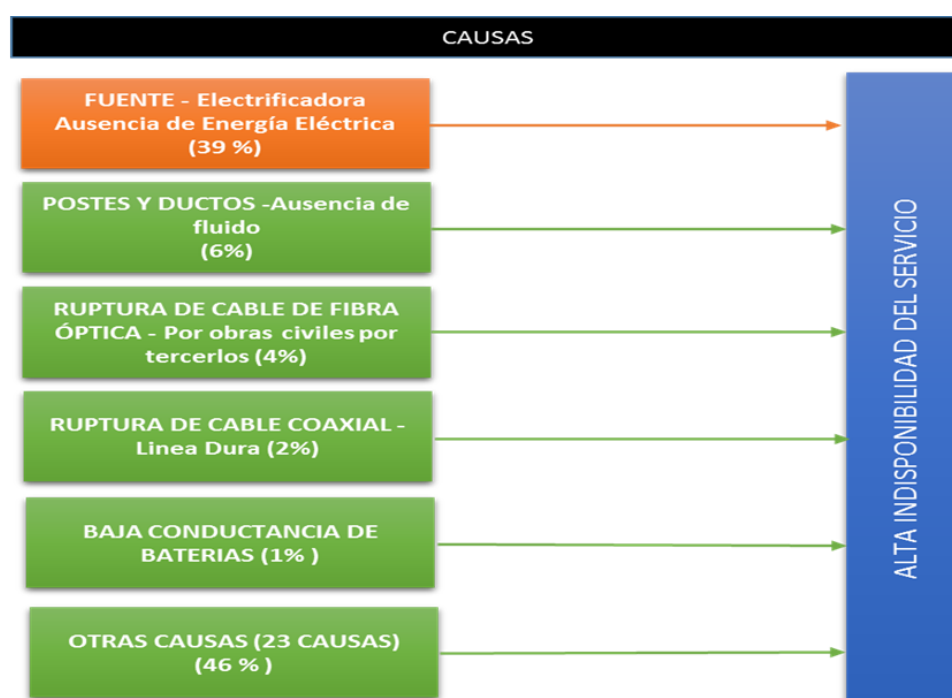 CAUSAS
FUENTE - Electrificadora
Ausencia de Energía Eléctrica
(39 %)
POSTES Y DUCTOS -Ausencia de
fluido
(6%)
RUPTURA DE CABLE DE FIBRA
ÓPTICA - Por obras civiles por
tercerlos (4%)
RUPTURA DE CABLE COAXIAL -
Linea Dura (2%)
BAJA CONDUCTANCIA DE
BATERIAS (1% )
OTRAS CAUSAS (23 CAUSAS)
(46 % )
ALTA INDISPONIBILIDAD DEL SERVICIO